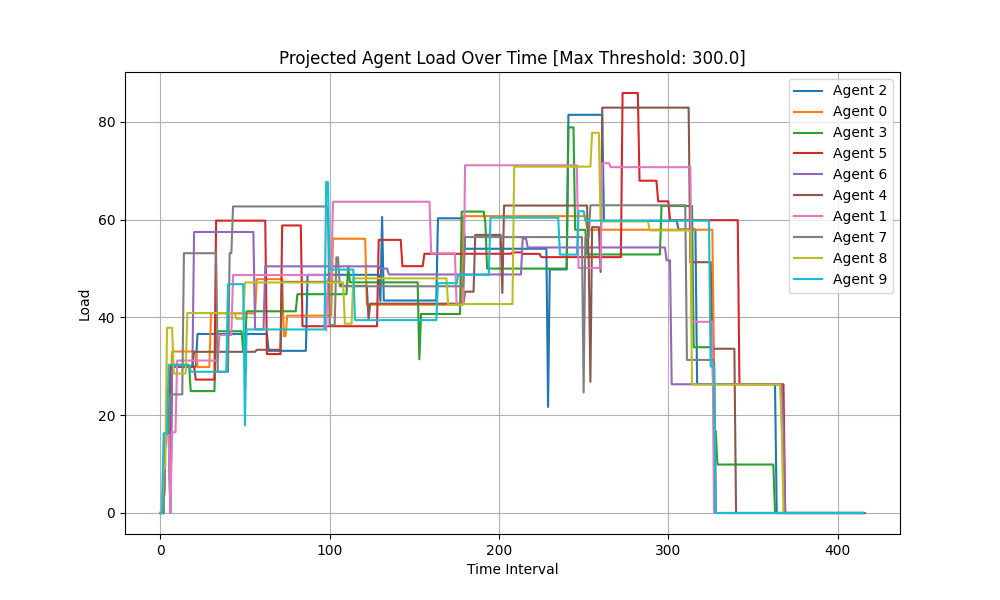 Projected Agent Load Over Time [Max Threshold: 300.0]
Load
80
60
40
20
0
0 100 200 300 400
Time Interval
Agent 2
Agent 0
Agent 3
Agent 5
Agent 6
Agent 4
Agent 1
Agent 7
Agent 8
Agent 9